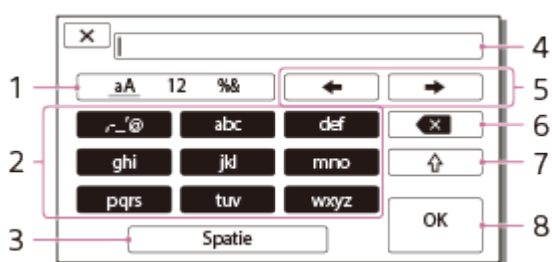 4
1 aA 12 %& 5
,-_'@ abc def 6
2 ghi jkl mno 7
pqrs tuv wxyz
OK 8
3 Spatie